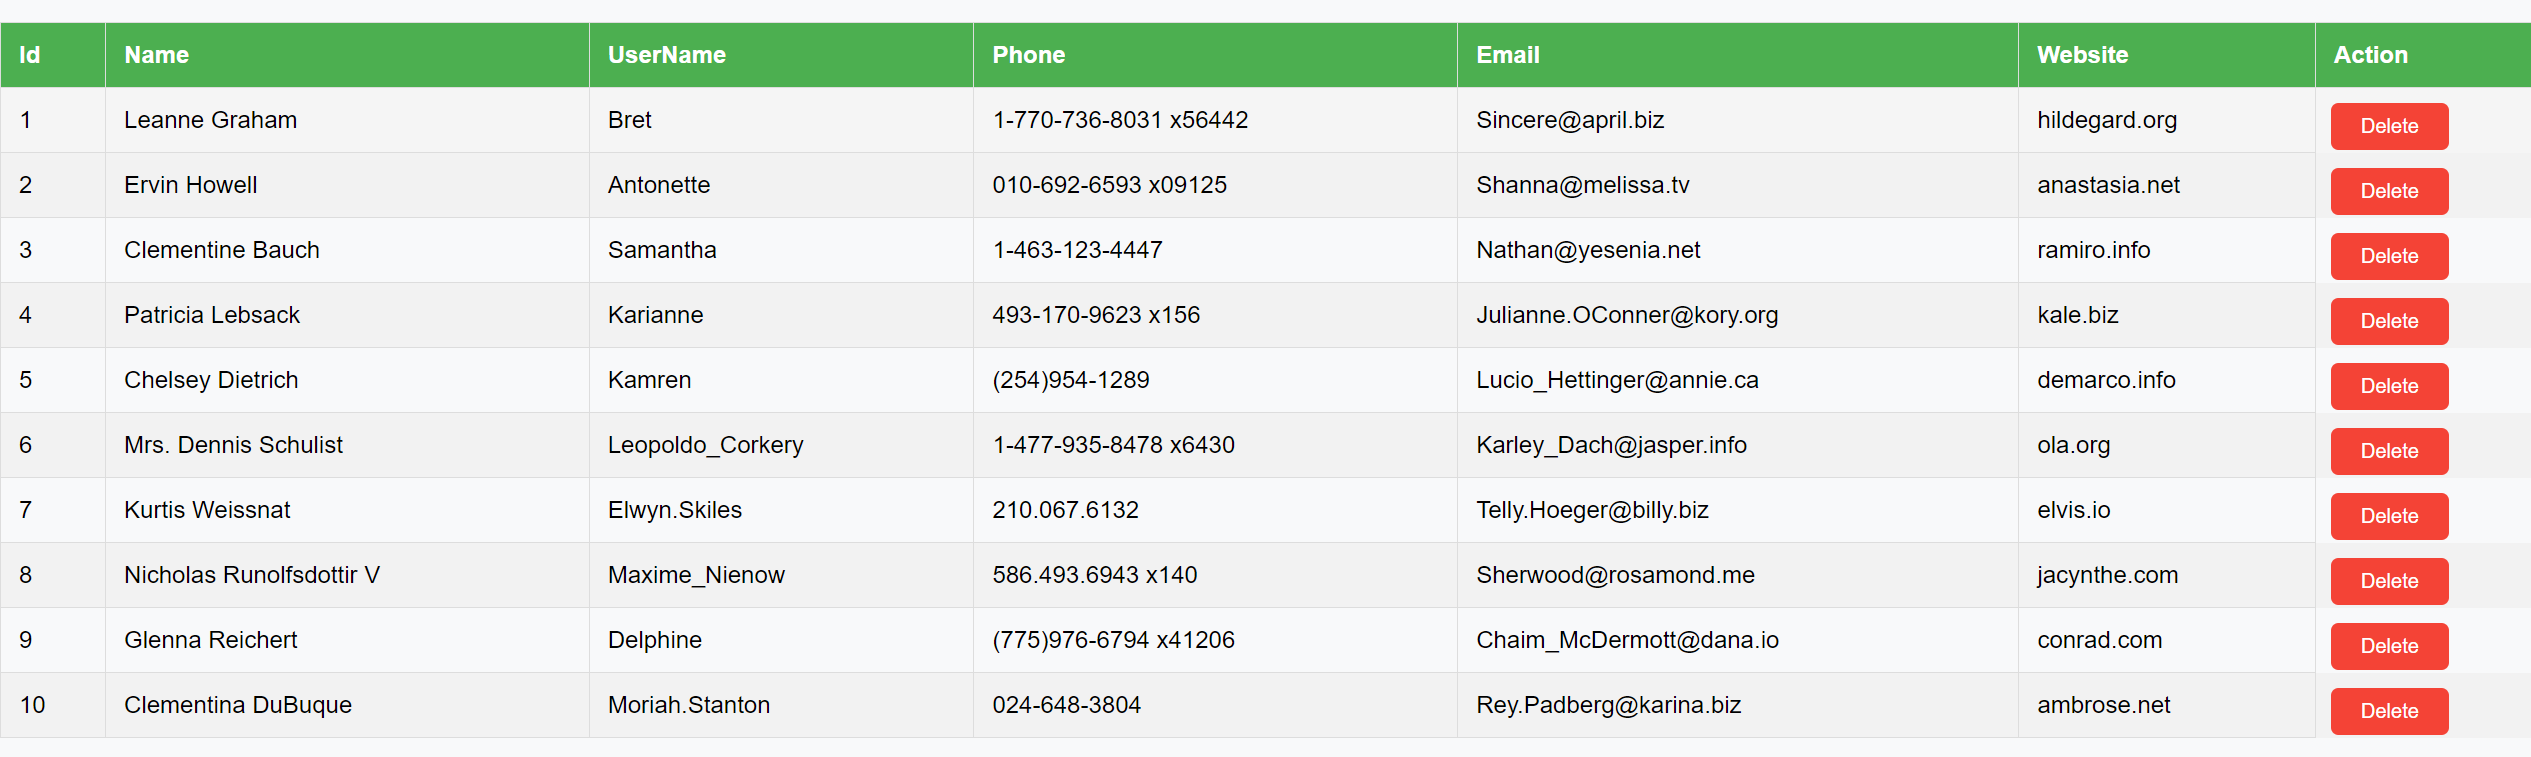 Id Name UserName Phone Email Website Action
1 Leanne Graham Bret 1-770-736-8031 x56442 Sincere@april.biz hildegard.org Delete
2 Ervin Howell Antonette 010-692-6593 x09125 Shanna@melissa.tv anastasia.net Delete
3 Clementine Bauch Samantha 1-463-123-4447 Nathan@yesenia.net ramiro.info Delete
4 Patricia Lebsack Karianne 493-170-9623 x156 Julianne.OConner@kory.org kale.biz Delete
5 Chelsey Dietrich Kamren (254)954-1289 Lucio_Hettinger@annie.ca demarco.info Delete
6 Mrs. Dennis Schulist Leopoldo_Corkery 1-477-935-8478 x6430 Karley_Dach@jasper.info ola.org Delete
7 Kurtis Weissnat Elwyn.Skiles 210.067.6132 Telly.Hoeger@billy.biz elvis.io Delete
8 Nicholas Runolfsdottir V Maxime_Nienow 586.493.6943 x140 Sherwood@rosamond.me jacynthe.com Delete
9 Glenna Reichert Delphine (775)976-6794 x41206 Chaim_McDermott@dana.io conrad.com Delete
10 Clementina DuBuque Moriah.Stanton 024-648-3804 Rey.Padberg@karina.biz ambrose.net Delete